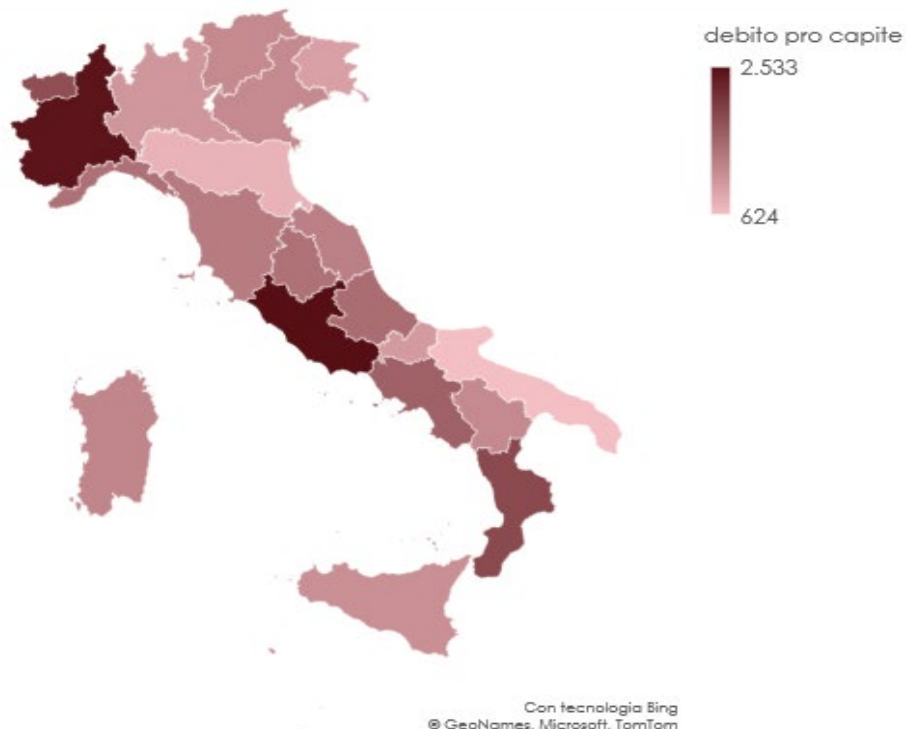 debito pro capite
2.533
624
Con tecnologia Bing
© GeoNames, Microsoft, TomTom